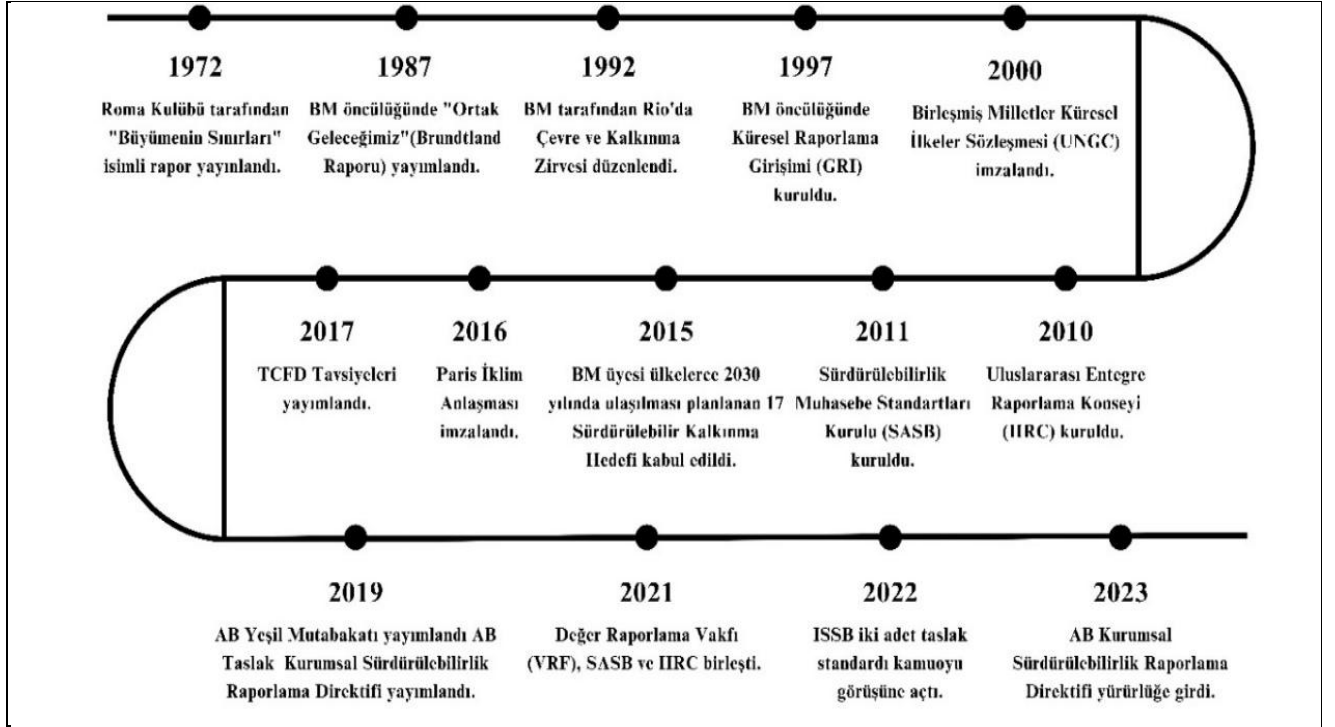 1972
Roma Kulübü tarafından
"Büyümenin Sınırları"
isimli rapor yayınlandı.
1987
BM öncülüğünde "Ortak
Geleceğimiz"(Brundtland
Raporu) yayımlandı.
1992
BM tarafından Rio'da
Çevre ve Kalkınma
Zirvesi düzenlendi.
1997
BM öncülüğünde
Küresel Raporlama
Girişimi (GRI)
kuruldu.
2000
Birleşmiş Milletler Küresel
İlkeler Sözleşmesi (UNGC)
imzalandı.
2017
TCFD Tavsiyeleri
yayımlandı.
2016
Paris İklim
Anlaşması
imzalandı.
2015
BM üyesi ülkelerce 2030
yılında ulaşılması planlanan 17
Sürdürülebilir Kalkınma
Hedefi kabul edildi.
2011
Sürdürülebilirlik
Muhasebe Standartları
Kurulu (SASB)
kuruldu.
2010
Uluslararası Entegre
Raporlama Konseyi
(IIRC) kuruldu.
2019
AB Yeşil Mutabakatı yayımlandı AB
Taslak Kurumsal Sürdürülebilirlik
Raporlama Direktifi yayımlandı.
2021
Değer Raporlama Vakfı
(VRF), SASB ve IIRC birleşti.
2022
ISSB iki adet taslak
standardı kamuoyu
görüşüne açtı.
2023
AB Kurumsal
Sürdürülebilirlik Raporlama
Direktifi yürürlüğe girdi.